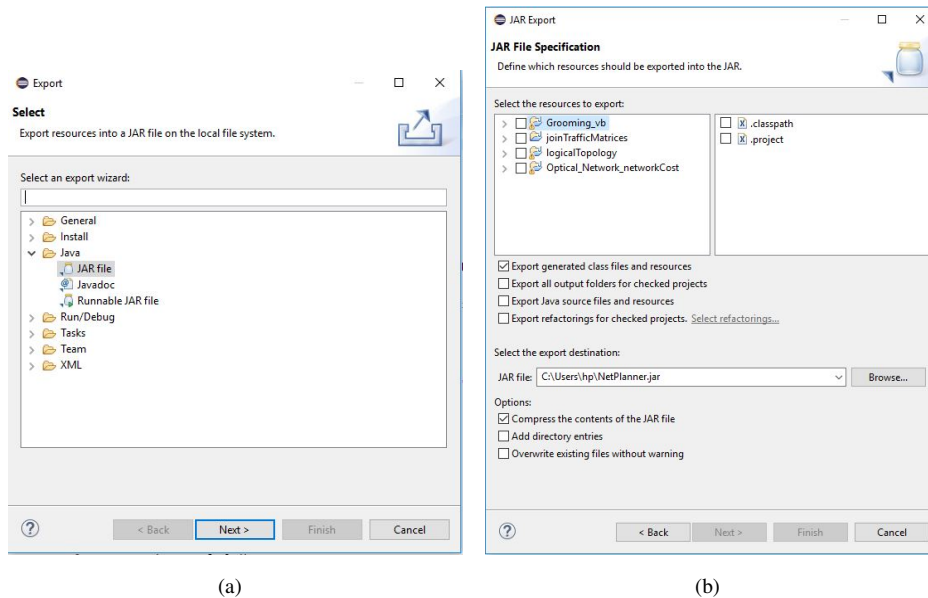 Export
Select
Export resources into a JAR file on the local file system.
Select an export wizard:
General
Install
Java
JAR file
Javadoc
Runnable JAR file
Run/Debug
Tasks
Team
XML
< Back
Next >
Finish
Cancel
(a)
JAR Export
JAR File Specification
Define which resources should be exported into the JAR.
Select the resources to export:
Grooming_vb
joinTrafficMatrices
logicalTopology
Optical_Network_networkCost
.classpath
.project
Export generated class files and resources
Export all output folders for checked projects
Export Java source files and resources
Export refactorings for checked projects. Select refactorings...
Select the export destination:
JAR file: C:\Users\hp\NetPlanner.jar Browse...
Options:
Compress the contents of the JAR file
Add directory entries
Overwrite existing files without warning
< Back
Next >
Finish
Cancel
(b)